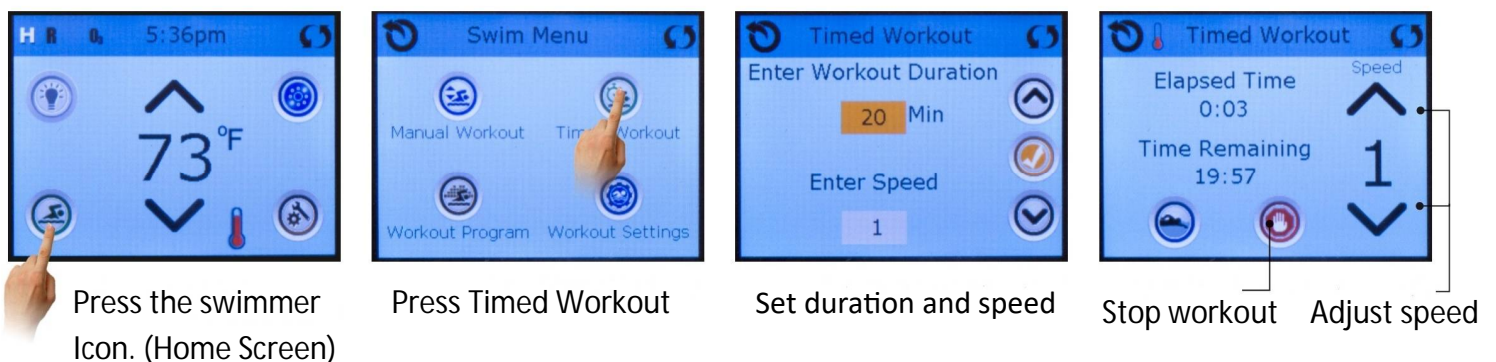 H R O₃ 5:36pm
73°F
Press the swimmer
Icon. (Home Screen)
Swim Menu
Manual Workout Timed Workout
Workout Program Workout Settings
Press Timed Workout
Timed Workout
Enter Workout Duration
20 Min
Enter Speed
1
Set duration and speed
Timed Workout
Elapsed Time
0:03
Time Remaining
19:57
Speed
1
Stop workout Adjust speed